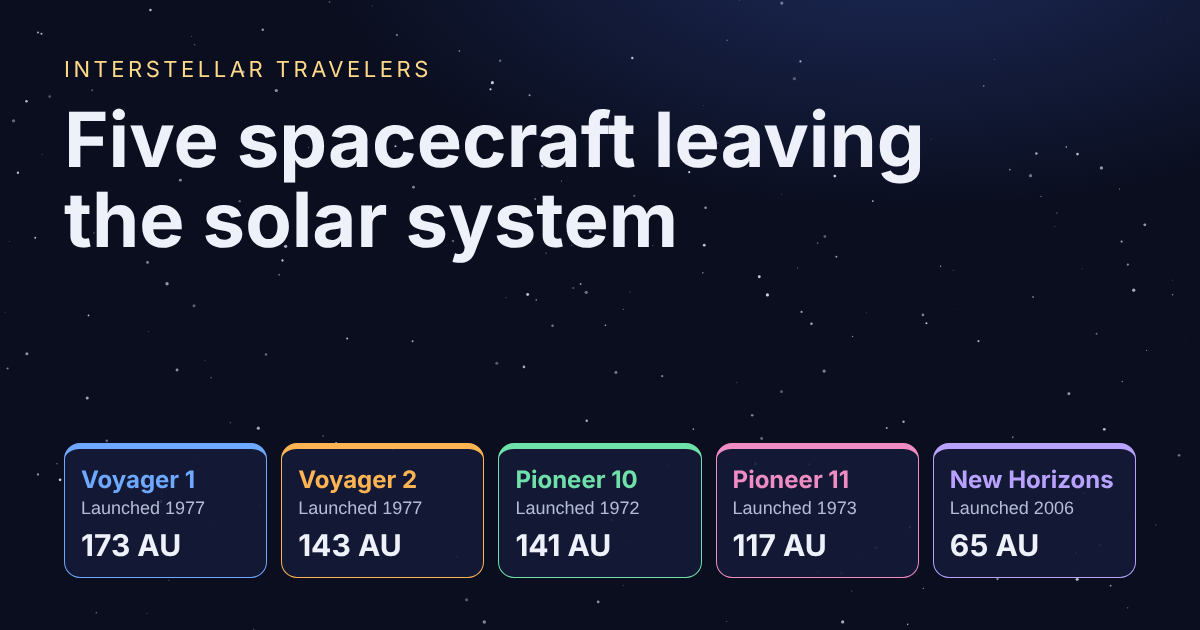 INTERSTELLAR TRAVELERS
Five spacecraft leaving
the solar system
Voyager 1
Launched 1977
173 AU
Voyager 2
Launched 1977
143 AU
Pioneer 10
Launched 1972
141 AU
Pioneer 11
Launched 1973
117 AU
New Horizons
Launched 2006
65 AU